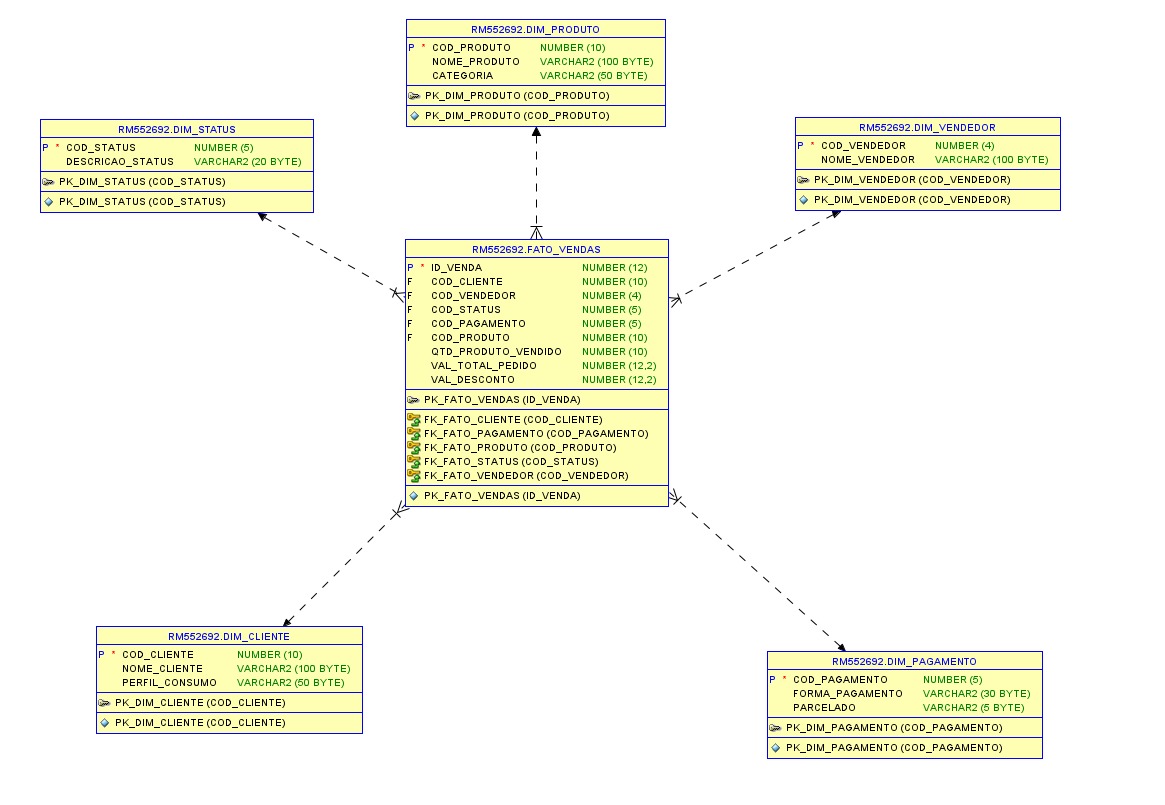 RM552692.DIM_PRODUTO
P * COD_PRODUTO NUMBER (10)
NOME_PRODUTO VARCHAR2 (100 BYTE)
CATEGORIA VARCHAR2 (50 BYTE)
PK_DIM_PRODUTO (COD_PRODUTO)
PK_DIM_PRODUTO (COD_PRODUTO)
RM552692.DIM_STATUS
P * COD_STATUS NUMBER (5)
DESCRICAO_STATUS VARCHAR2 (20 BYTE)
PK_DIM_STATUS (COD_STATUS)
PK_DIM_STATUS (COD_STATUS)
RM552692.DIM_VENDEDOR
P * COD_VENDEDOR NUMBER (4)
NOME_VENDEDOR VARCHAR2 (100 BYTE)
PK_DIM_VENDEDOR (COD_VENDEDOR)
PK_DIM_VENDEDOR (COD_VENDEDOR)
RM552692.FATO_VENDAS
P * ID_VENDA NUMBER (12)
F COD_CLIENTE NUMBER (10)
F COD_VENDEDOR NUMBER (4)
F COD_STATUS NUMBER (5)
F COD_PAGAMENTO NUMBER (5)
F COD_PRODUTO NUMBER (10)
QTD_PRODUTO_VENDIDO NUMBER (10)
VAL_TOTAL_PEDIDO NUMBER (12,2)
VAL_DESCONTO NUMBER (12,2)
PK_FATO_VENDAS (ID_VENDA)
FK_FATO_CLIENTE (COD_CLIENTE)
FK_FATO_PAGAMENTO (COD_PAGAMENTO)
FK_FATO_PRODUTO (COD_PRODUTO)
FK_FATO_STATUS (COD_STATUS)
FK_FATO_VENDEDOR (COD_VENDEDOR)
PK_FATO_VENDAS (ID_VENDA)
RM552692.DIM_CLIENTE
P * COD_CLIENTE NUMBER (10)
NOME_CLIENTE VARCHAR2 (100 BYTE)
PERFIL_CONSUMO VARCHAR2 (50 BYTE)
PK_DIM_CLIENTE (COD_CLIENTE)
PK_DIM_CLIENTE (COD_CLIENTE)
RM552692.DIM_PAGAMENTO
P * COD_PAGAMENTO NUMBER (5)
FORMA_PAGAMENTO VARCHAR2 (30 BYTE)
PARCELADO VARCHAR2 (5 BYTE)
PK_DIM_PAGAMENTO (COD_PAGAMENTO)
PK_DIM_PAGAMENTO (COD_PAGAMENTO)